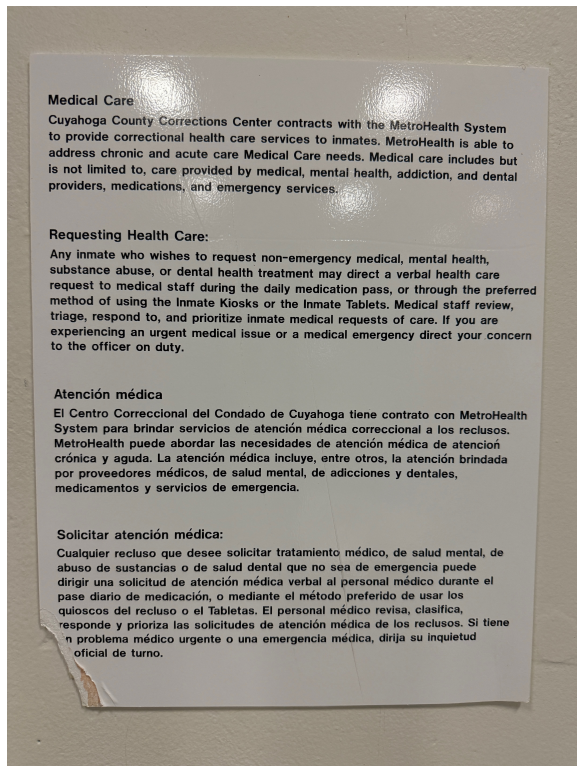 Medical Care
Cuyahoga County Corrections Center contracts with the MetroHealth System
to provide correctional health care services to inmates. MetroHealth is able to
address chronic and acute care Medical Care needs. Medical care includes but
is not limited to, care provided by medical, mental health, addiction, and dental
providers, medications, and emergency services.
Requesting Health Care:
Any inmate who wishes to request non-emergency medical, mental health,
substance abuse, or dental health treatment may direct a verbal health care
request to medical staff during the daily medication pass, or through the preferred
method of using the Inmate Kiosks or the Inmate Tablets. Medical staff review,
triage, respond to, and prioritize inmate medical requests of care. If you are
experiencing an urgent medical issue or a medical emergency direct your concern
to the officer on duty.
Atención médica
El Centro Correccional del Condado de Cuyahoga tiene contrato con MetroHealth
System para brindar servicios de atención médica correccional a los reclusos.
MetroHealth puede abordar las necesidades de atención médica de atención
crónica y aguda. La atención médica incluye, entre otros, la atención brindada
por proveedores médicos, de salud mental, de adicciones y dentales,
medicamentos y servicios de emergencia.
Solicitar atención médica:
Cualquier recluso que desee solicitar tratamiento médico, de salud mental, de
abuso de sustancias o de salud dental que no sea de emergencia puede
dirigir una solicitud de atención médica verbal al personal médico durante el
pase diario de medicación, o mediante el método preferido de usar los
quioscos del recluso o el Tabletas. El personal médico revisa, clasifica,
responde y prioriza las solicitudes de atención médica de los reclusos. Si tiene
n problema médico urgente o una emergencia médica, dirija su inquietud
oficial de turno.